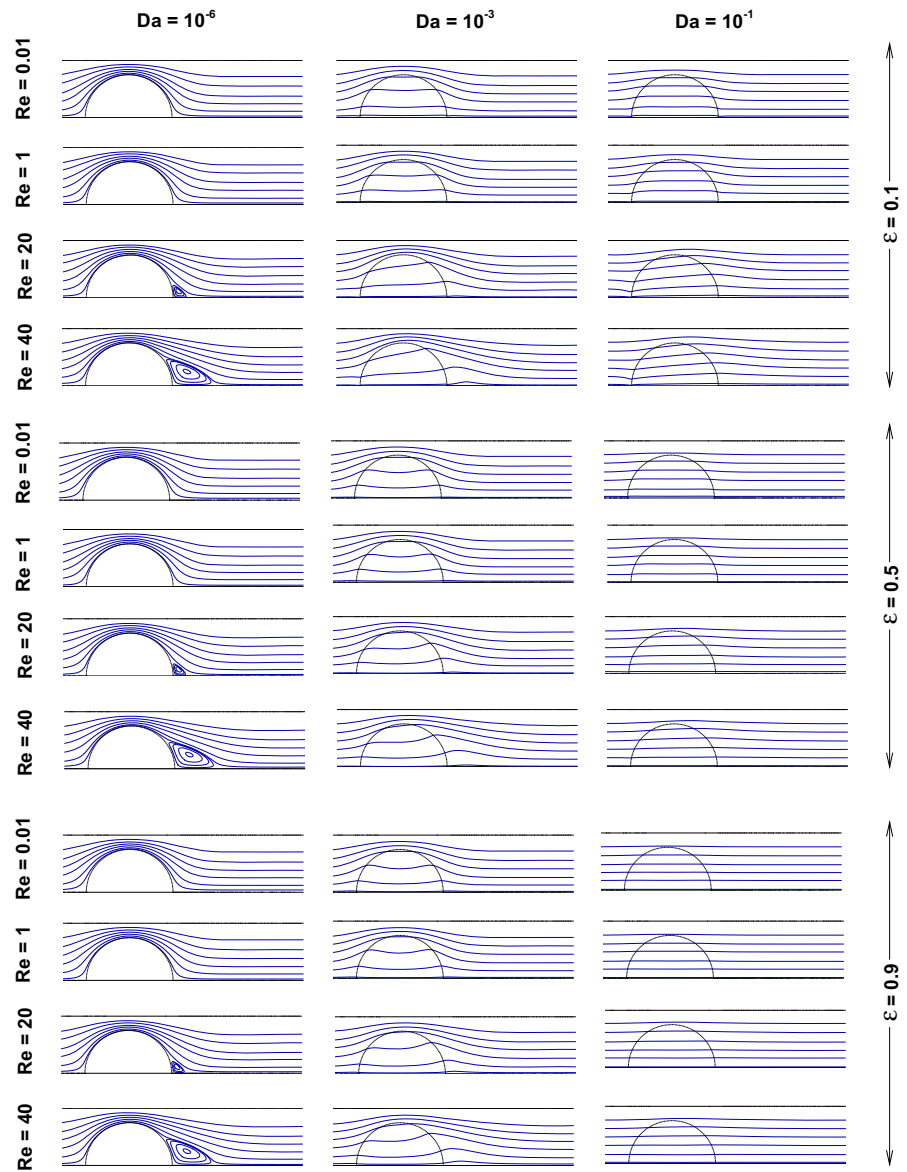 Da = 10⁻⁶ Da = 10⁻³ Da = 10⁻¹
Re = 0.01
Re = 1
Re = 20
Re = 40
ε = 0.1
Re = 0.01
Re = 1
Re = 20
Re = 40
ε = 0.5
Re = 0.01
Re = 1
Re = 20
Re = 40
ε = 0.9